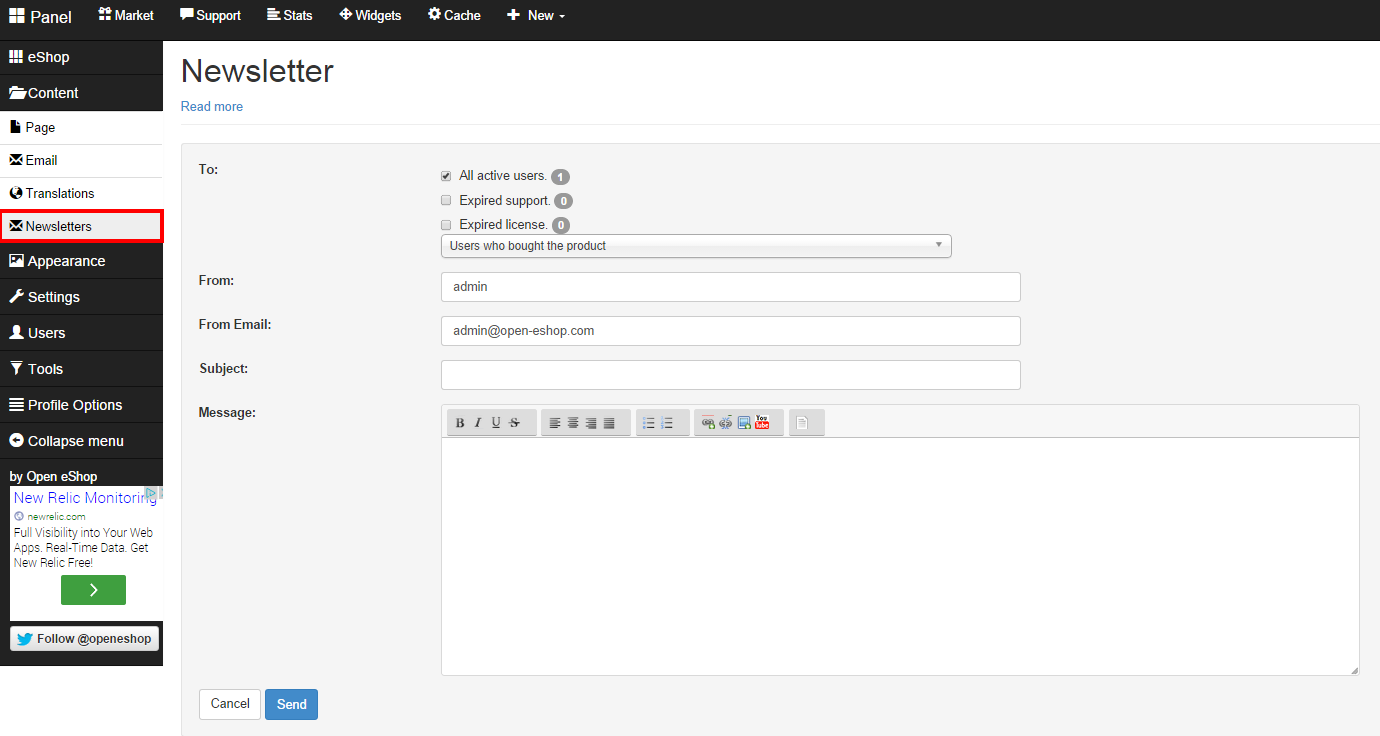 Panel
Market
Support
Stats
Widgets
Cache
New
eShop
Content
Page
Email
Translations
Newsletters
Appearance
Settings
Users
Tools
Profile Options
Collapse menu
by Open eShop
New Relic Monitoring
newrelic.com
Full Visibility into Your Web
Apps. Real-Time Data. Get
New Relic Free!
Follow @openeshop
Newsletter
Read more
To:
All active users. 1
Expired support. 0
Expired license. 0
Users who bought the product
From:
admin
From Email:
admin@open-eshop.com
Subject:
Message:
B I U S
You
Tube
Cancel
Send